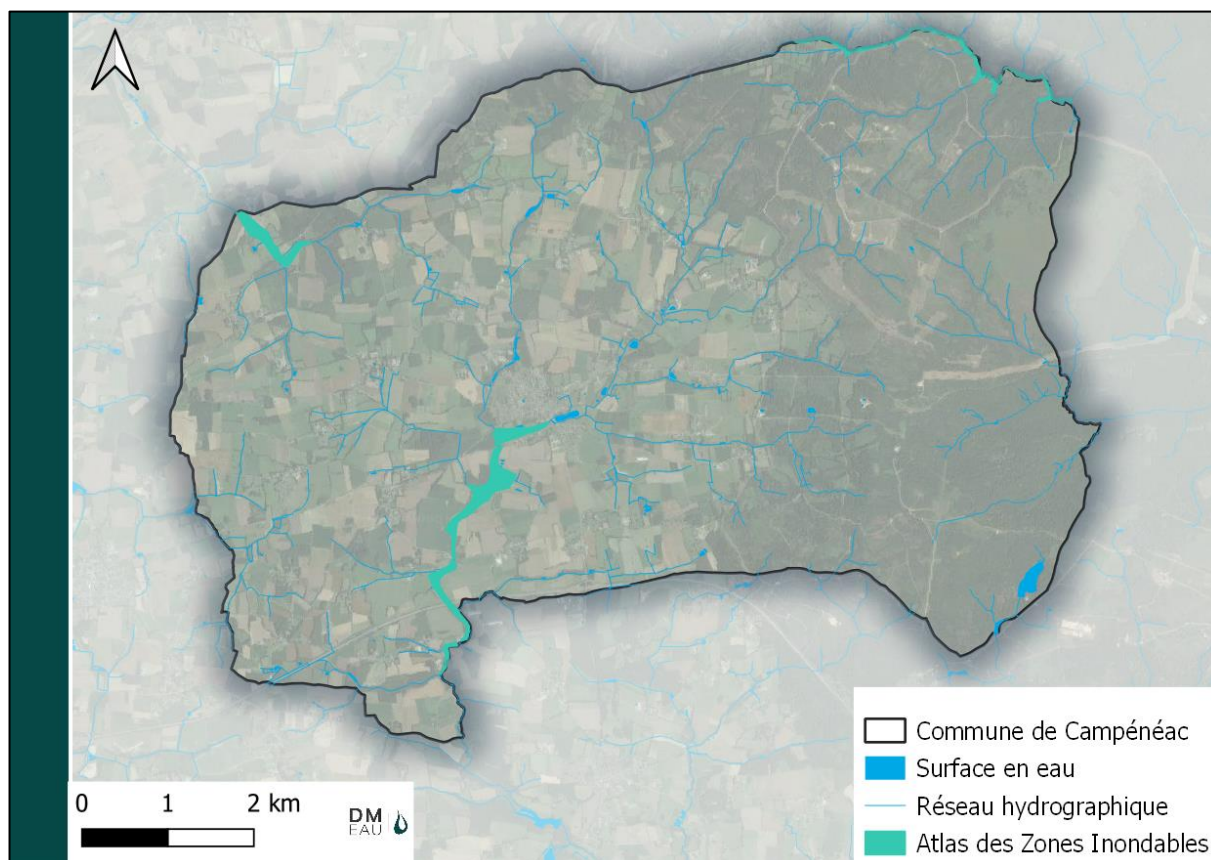 Commune de Campénéac
Surface en eau
Réseau hydrographique
Atlas des Zones Inondables
0 1 2 km
DM
EAU